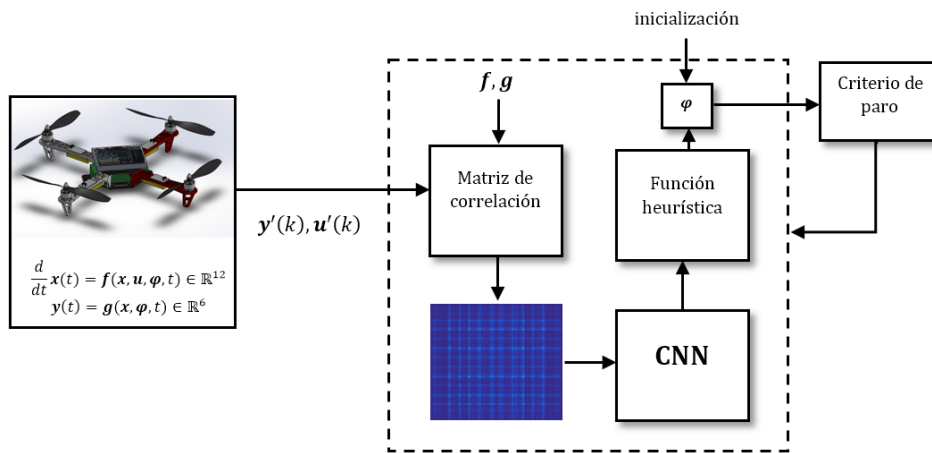 inicialización
f, g
φ
Criterio de
paro
Matriz de
correlación
Función
heurística
y′(k), u′(k)
d/dt x(t) = f(x, u, φ, t) ∈ ℝ¹²
y(t) = g(x, φ, t) ∈ ℝ⁶
CNN